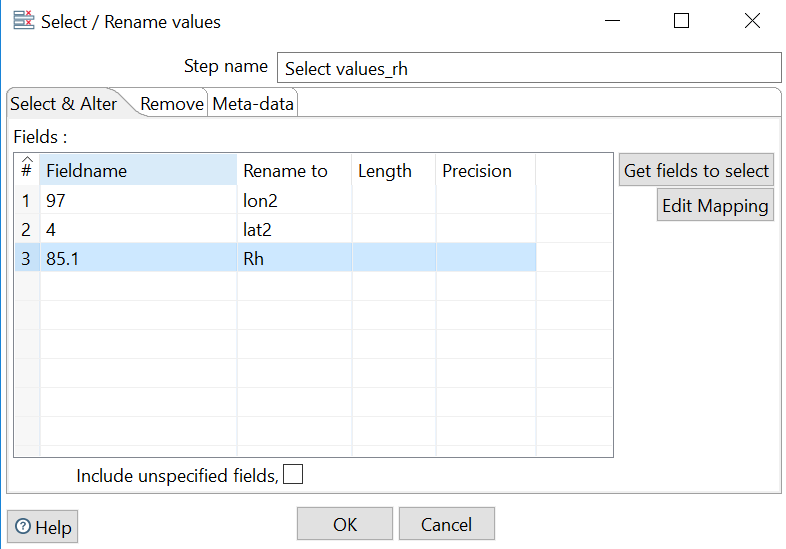 Select / Rename values
Step name Select values_rh
Select & Alter Remove Meta-data
Fields :
# Fieldname Rename to Length Precision
1 97 lon2
2 4 lat2
3 85.1 Rh
Get fields to select
Edit Mapping
Include unspecified fields,
Help OK Cancel